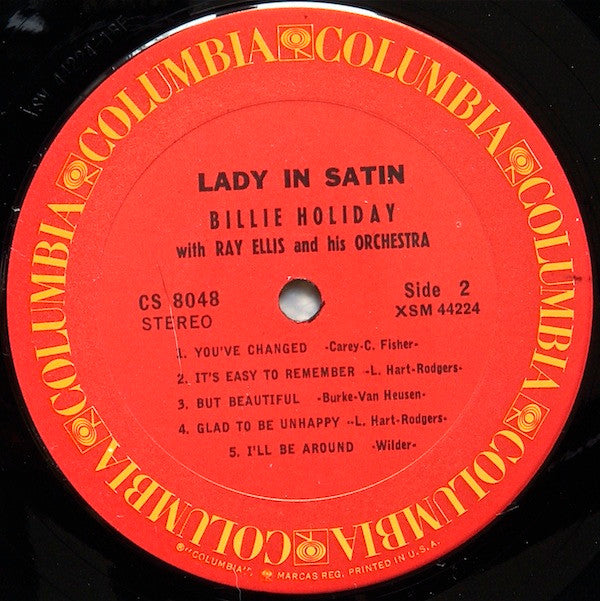 COLUMBIA COLUMBIA COLUMBIA COLUMBIA COLUMBIA COLUMBIA
LADY IN SATIN
BILLIE HOLIDAY
with RAY ELLIS and his ORCHESTRA
CS 8048
STEREO
Side 2
XSM 44224
1. YOU'VE CHANGED -Carey-C. Fisher-
2. IT'S EASY TO REMEMBER -L. Hart-Rodgers-
3. BUT BEAUTIFUL -Burke-Van Heusen-
4. GLAD TO BE UNHAPPY -L. Hart-Rodgers-
5. I'LL BE AROUND -Wilder-
® "COLUMBIA" MARCAS REG. PRINTED IN U.S.A.